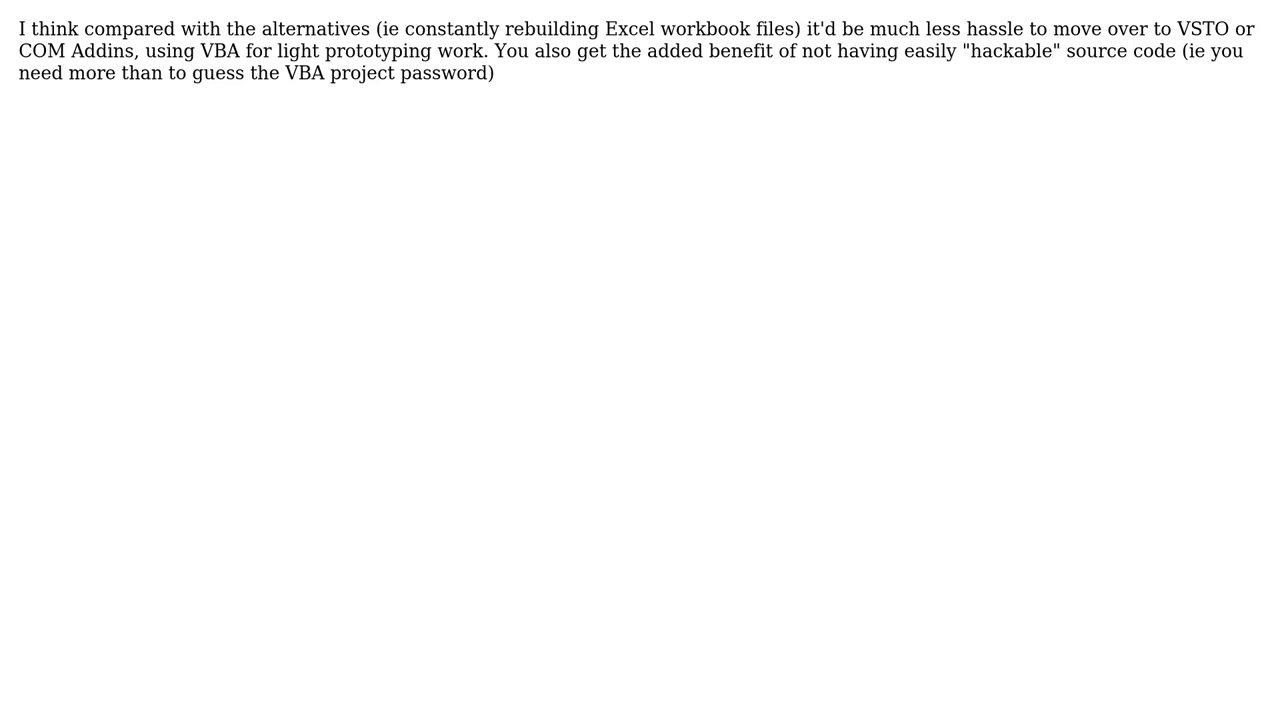 I think compared with the alternatives (ie constantly rebuilding Excel workbook files) it'd be much less hassle to move over to VSTO or
COM Addins, using VBA for light prototyping work. You also get the added benefit of not having easily "hackable" source code (ie you
need more than to guess the VBA project password)